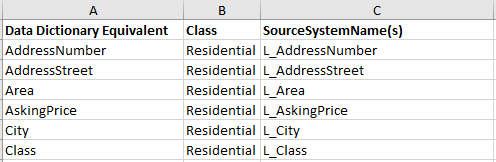 A B C
Data Dictionary Equivalent Class SourceSystemName(s)
AddressNumber Residential L_AddressNumber
AddressStreet Residential L_AddressStreet
Area Residential L_Area
AskingPrice Residential L_AskingPrice
City Residential L_City
Class Residential L_Class